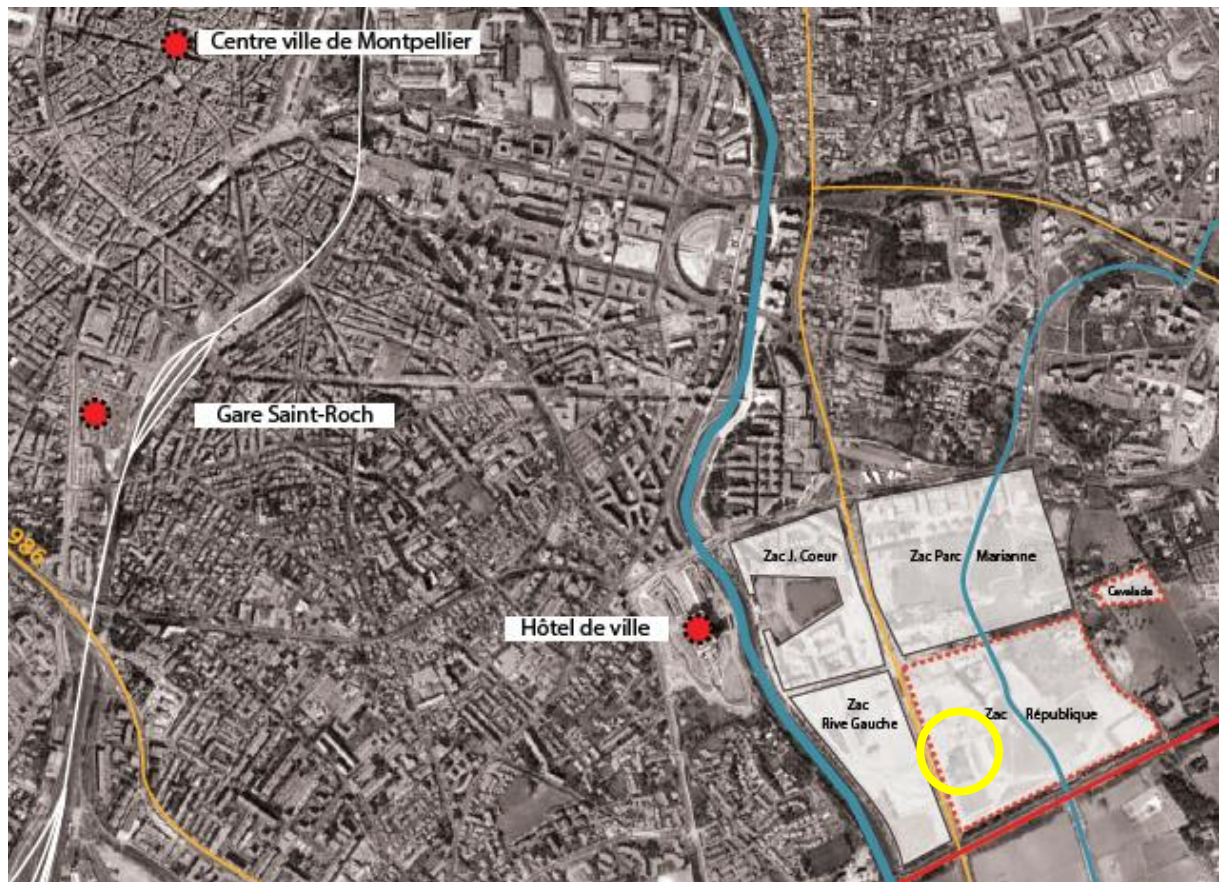 Centre ville de Montpellier
Gare Saint-Roch
986
Zac J. Coeur
Zac Parc Marianne
Cavalade
Hôtel de ville
Zac
Rive Gauche
Zac République